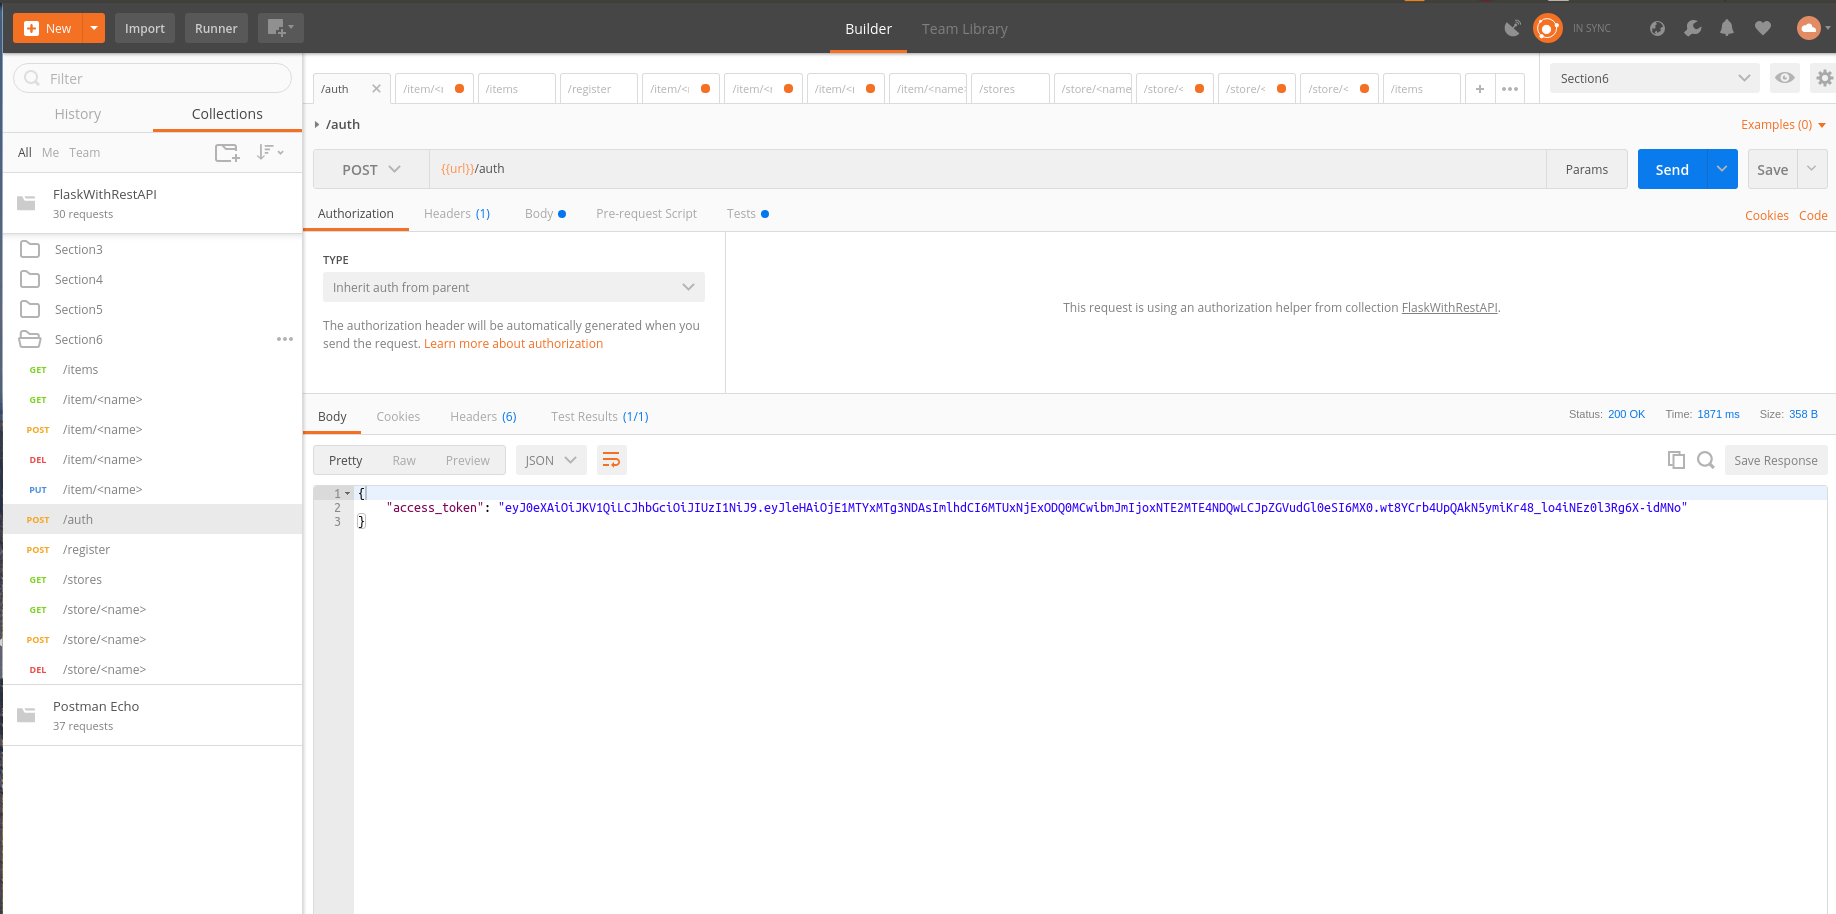 New Import Runner Builder Team Library IN SYNC
Filter
History Collections
All Me Team
FlaskWithRestAPI
30 requests
Section3
Section4
Section5
Section6
GET /items
GET /item/<name>
POST /item/<name>
DEL /item/<name>
PUT /item/<name>
POST /auth
POST /register
GET /stores
GET /store/<name>
POST /store/<name>
DEL /store/<name>
Postman Echo
37 requests
/auth /item/< /items /register /item/< /item/< /item/< /item/<name> /stores /store/<name /store/< /store/< /store/< /items
Section6
/auth
Examples (0)
POST {{url}}/auth Params Send Save
Authorization Headers (1) Body Pre-request Script Tests Cookies Code
TYPE
Inherit auth from parent
The authorization header will be automatically generated when you
send the request. Learn more about authorization
This request is using an authorization helper from collection FlaskWithRestAPI.
Body Cookies Headers (6) Test Results (1/1) Status: 200 OK Time: 1871 ms Size: 358 B
Pretty Raw Preview JSON Save Response
1 {
2 "access_token": "eyJ0eXAiOiJKV1QiLCJhbGciOiJIUzI1NiJ9.eyJleHAiOjE1MTYxMTg3NDAsImlhdCI6MTUxNjExODQ0MCwibmJmIjoxNTE2MTE4NDQwLCJpZGVudGl0eSI6MX0.wt8YCrb4UpQAkN5ymiKr48_lo4iNEz0l3Rg6X-idMNo"
3 }